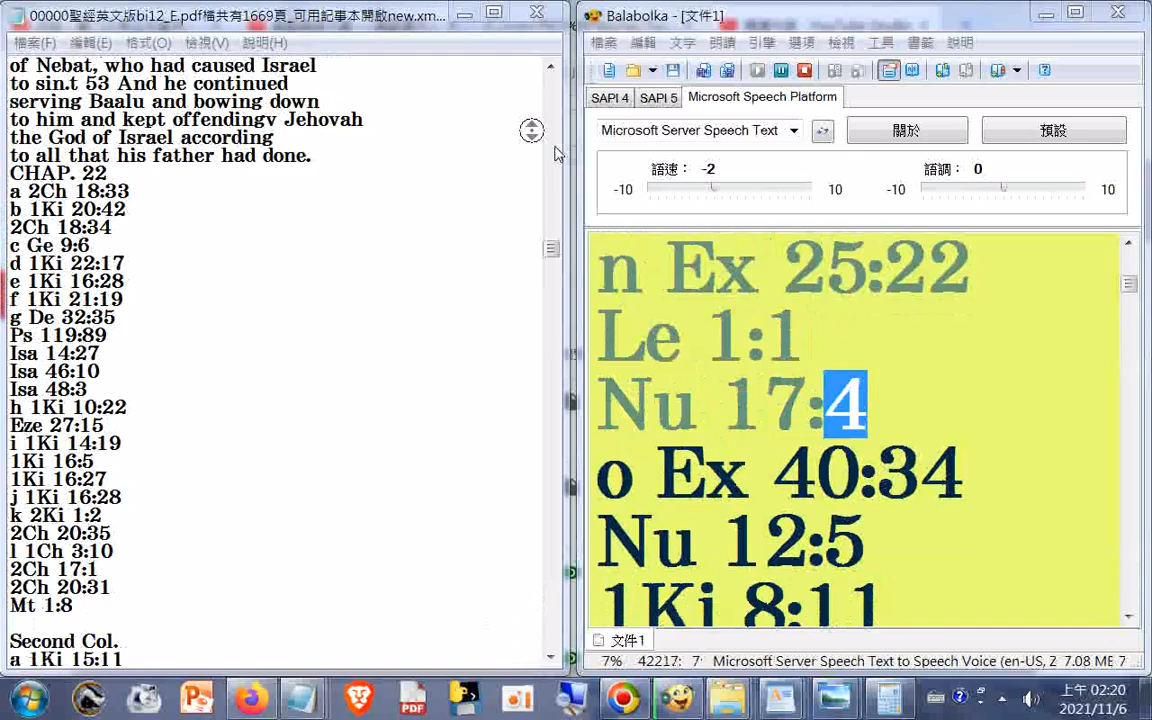 00000聖經英文版bi12_E.pdf檔共有1669頁_可用記事本開啟new.xm...
檔案(F) 編輯(E) 格式(O) 檢視(V) 說明(H)
of Nebat, who had caused Israel
to sin.t 53 And he continued
serving Baalu and bowing down
to him and kept offendingv Jehovah
the God of Israel according
to all that his father had done.
CHAP. 22
a 2Ch 18:33
b 1Ki 20:42
2Ch 18:34
c Ge 9:6
d 1Ki 22:17
e 1Ki 16:28
f 1Ki 21:19
g De 32:35
Ps 119:89
Isa 14:27
Isa 46:10
Isa 48:3
h 1Ki 10:22
Eze 27:15
i 1Ki 14:19
1Ki 16:5
1Ki 16:27
j 1Ki 16:28
k 2Ki 1:2
2Ch 20:35
l 1Ch 3:10
2Ch 17:1
2Ch 20:31
Mt 1:8
Second Col.
a 1Ki 15:11
Balabolka - [文件1]
檔案 編輯 文字 朗讀 引擎 選項 檢視 工具 書籤 說明
SAPI 4 SAPI 5 Microsoft Speech Platform
Microsoft Server Speech Text 關於 預設
語速： -2 語調： 0
-10 10 -10 10
n Ex 25:22
Le 1:1
Nu 17:4
o Ex 40:34
Nu 12:5
1Ki 8:11
文件1
7% 42217: 7 Microsoft Server Speech Text to Speech Voice (en-US, Z 7.08 ME 7
上午 02:20
2021/11/6